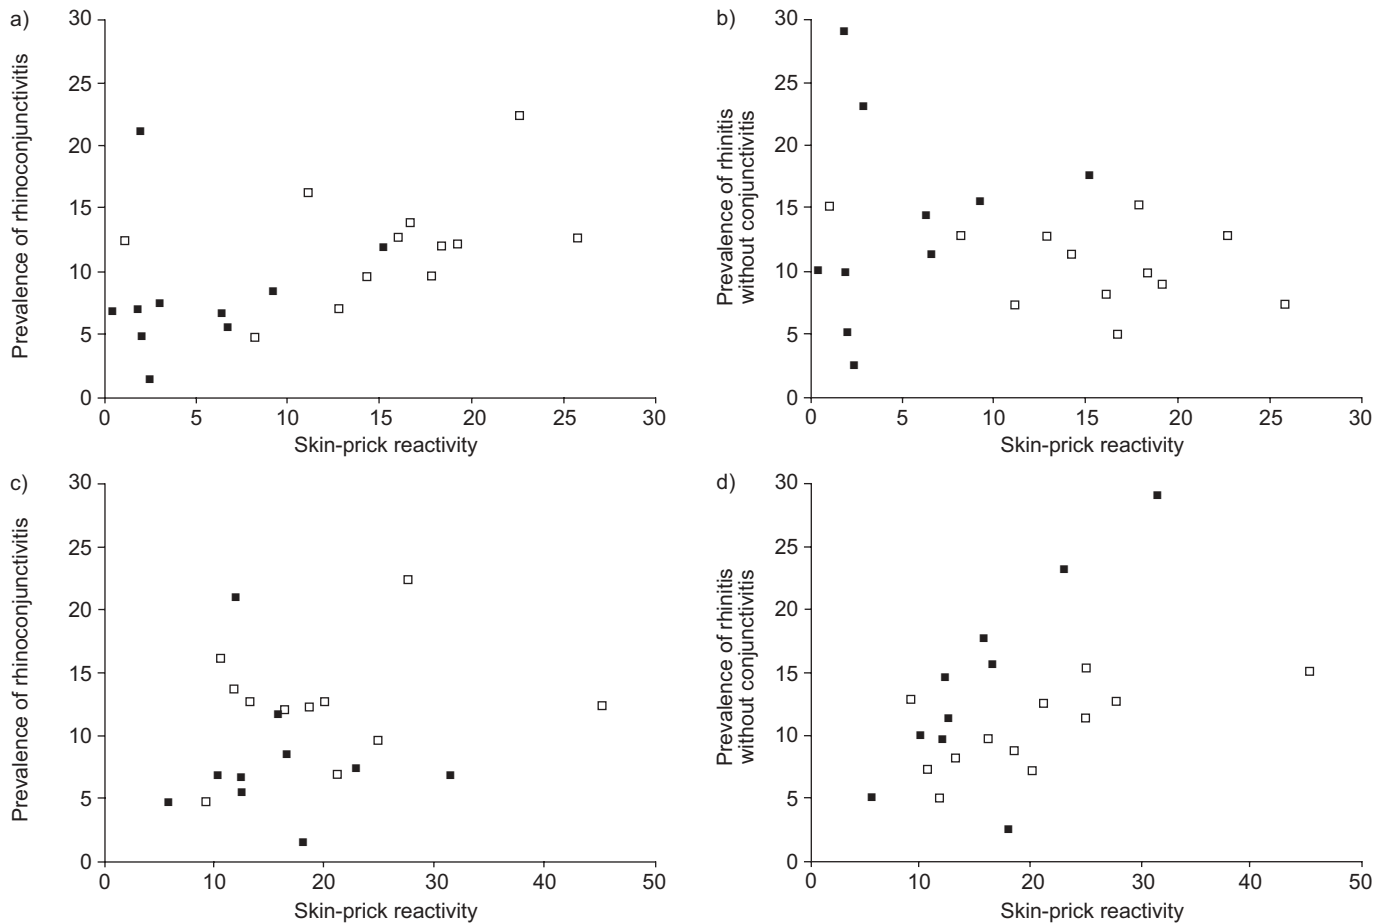 a)
Prevalence of rhinoconjunctivitis
30
25
20
15
10
5
0
0 5 10 15 20 25 30
Skin-prick reactivity
b)
Prevalence of rhinitis
without conjunctivitis
30
25
20
15
10
5
0
0 5 10 15 20 25 30
Skin-prick reactivity
c)
Prevalence of rhinoconjunctivitis
30
25
20
15
10
5
0
10 20 30 40 50
Skin-prick reactivity
d)
Prevalence of rhinitis
without conjunctivitis
30
25
20
15
10
5
0
0 10 20 30 40 50
Skin-prick reactivity